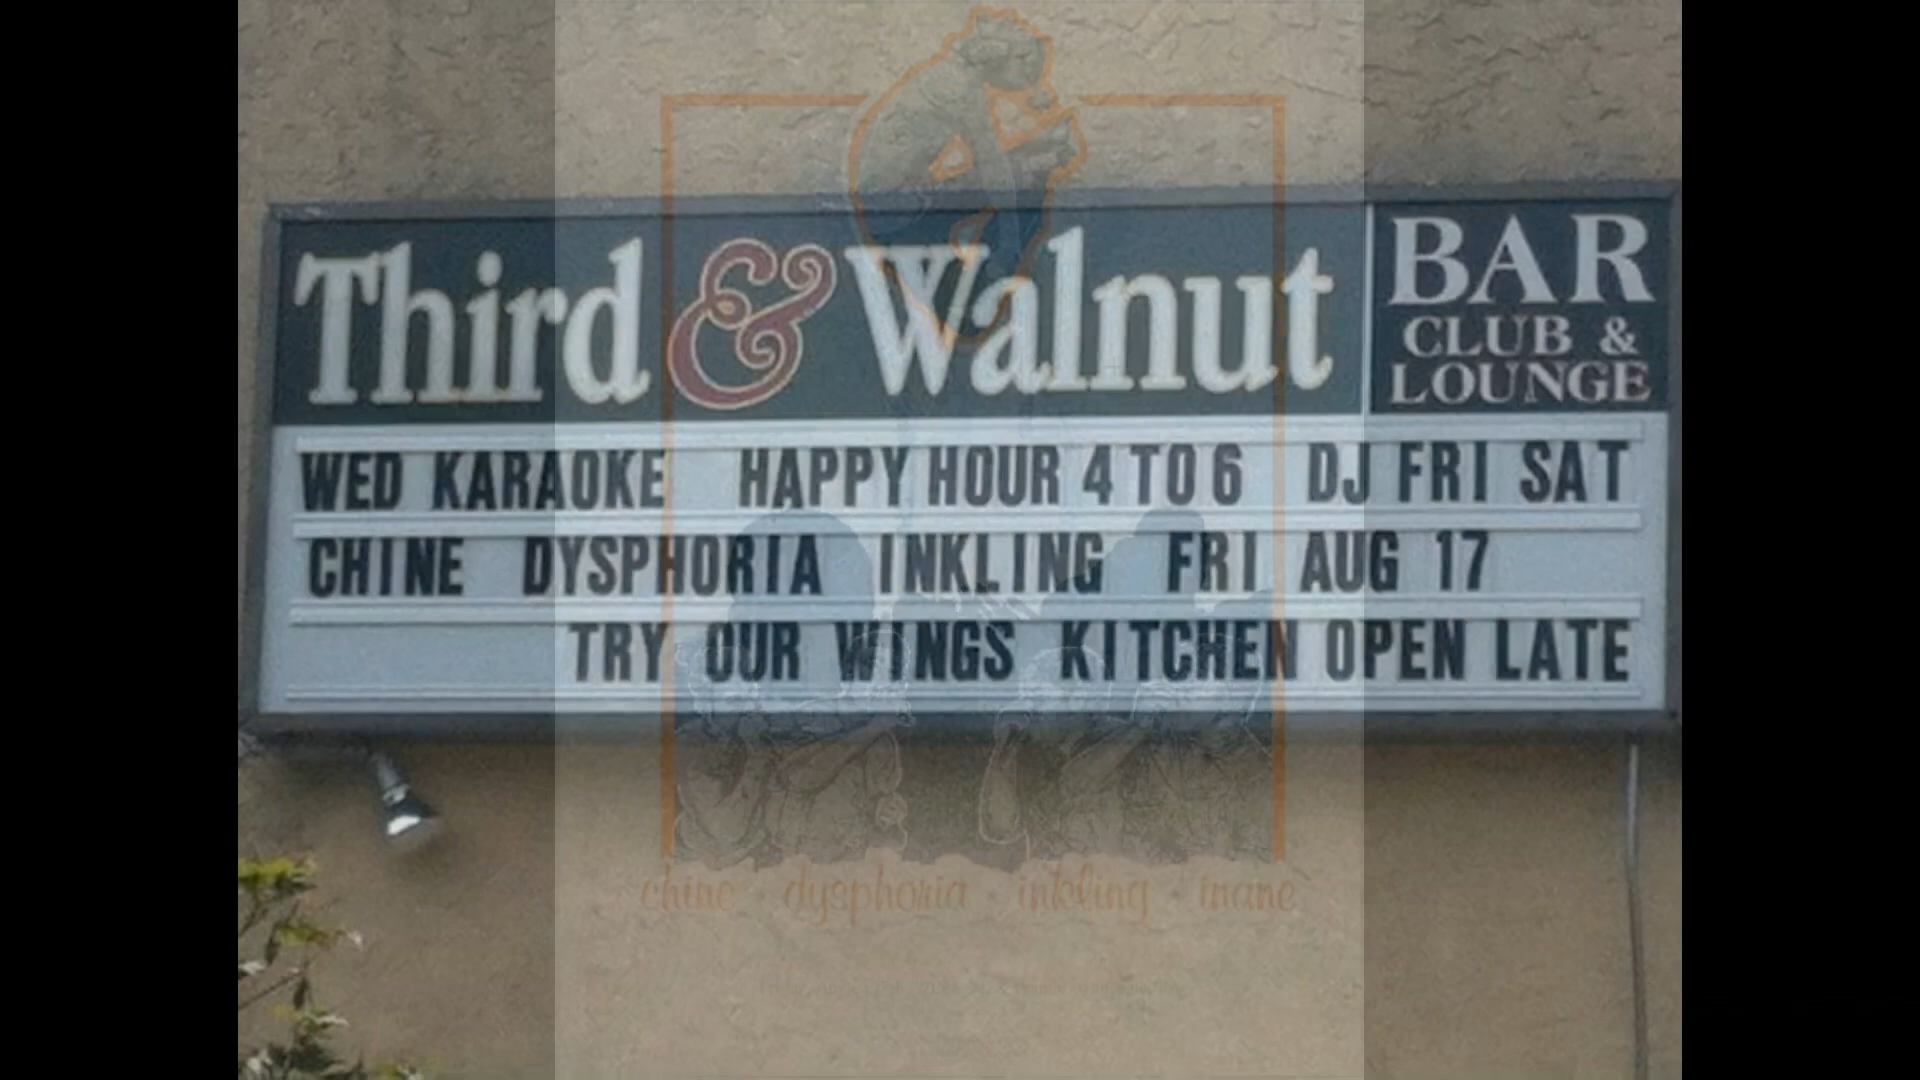 Third & Walnut
BAR
CLUB &
LOUNGE
WED KARAOKE HAPPY HOUR 4 TO 6 DJ FRI SAT
CHINE DYSPHORIA INKLING FRI AUG 17
TRY OUR WINGS KITCHEN OPEN LATE
chine · dysphoria · inkling · inane